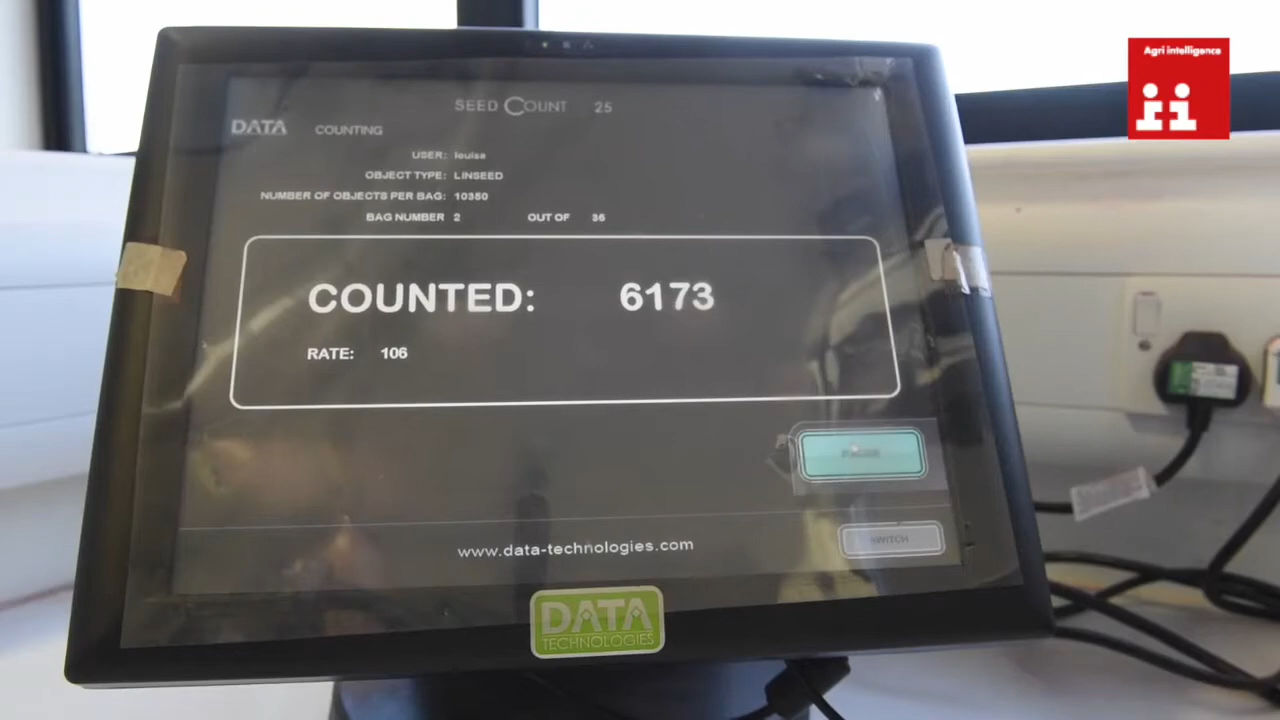 Agri intelligence
SEED COUNT 25
DATA COUNTING
USER: louisa
OBJECT TYPE: LINSEED
NUMBER OF OBJECTS PER BAG: 10350
BAG NUMBER 2 OUT OF 36
COUNTED: 6173
RATE: 106
SWITCH
www.data-technologies.com
DATA
TECHNOLOGIES